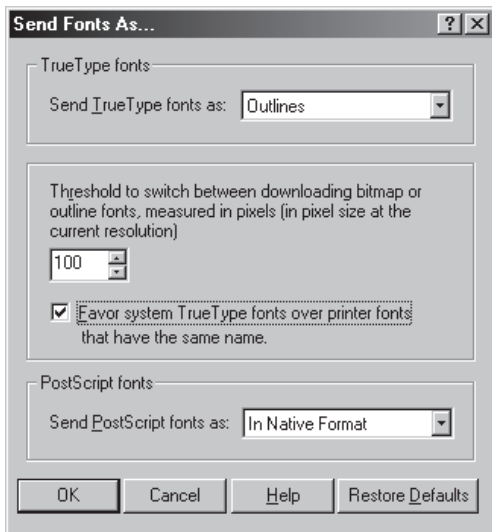 Send Fonts As...
TrueType fonts
Send TrueType fonts as: Outlines
Threshold to switch between downloading bitmap or
outline fonts, measured in pixels (in pixel size at the
current resolution)
100
Favor system TrueType fonts over printer fonts
that have the same name.
PostScript fonts
Send PostScript fonts as: In Native Format
OK Cancel Help Restore Defaults